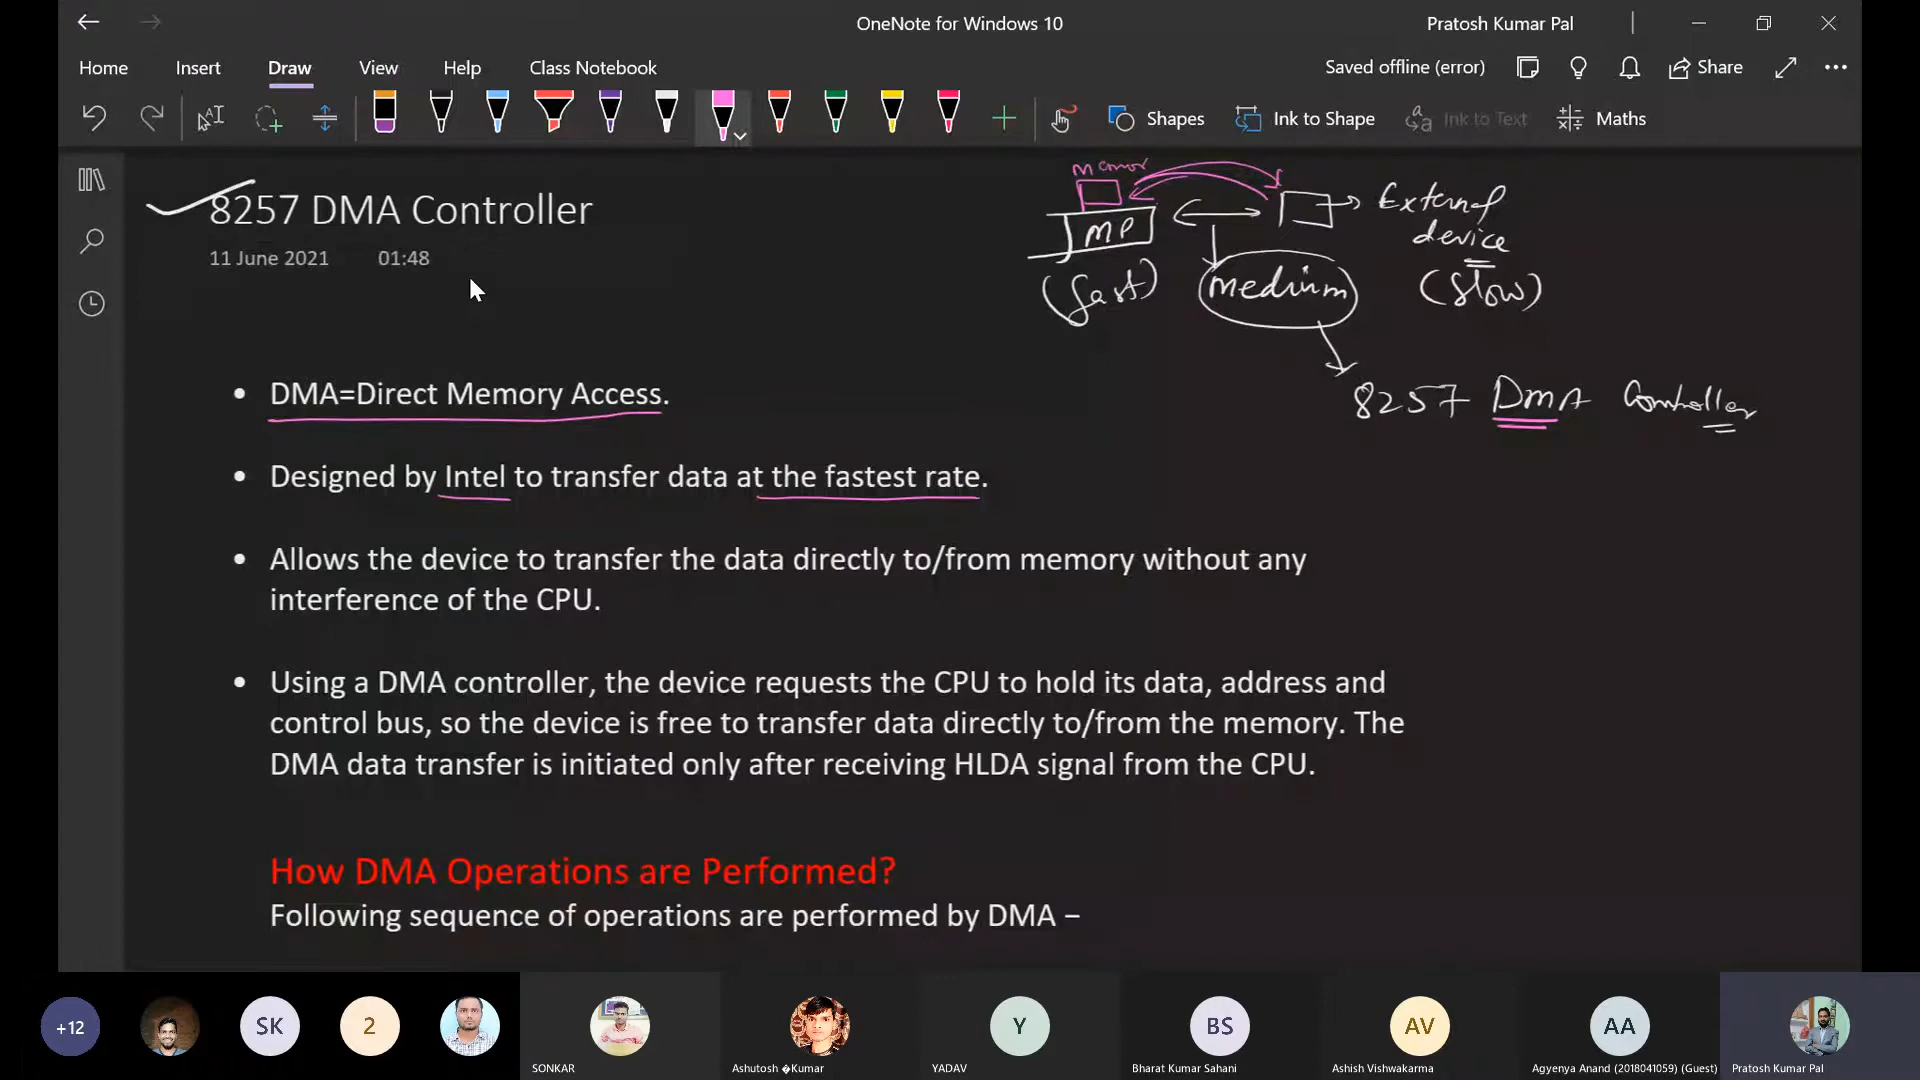 OneNote for Windows 10
Pratosh Kumar Pal
Home
Insert
Draw
View
Help
Class Notebook
Saved offline (error)
Share
Shapes
Ink to Shape
Ink to Text
Maths
8257 DMA Controller
11 June 2021 01:48
MP
(fast)
medium
External
device
(Slow)
8257 DMA Controller
• DMA=Direct Memory Access.
• Designed by Intel to transfer data at the fastest rate.
• Allows the device to transfer the data directly to/from memory without any
interference of the CPU.
• Using a DMA controller, the device requests the CPU to hold its data, address and
control bus, so the device is free to transfer data directly to/from the memory. The
DMA data transfer is initiated only after receiving HLDA signal from the CPU.
How DMA Operations are Performed?
Following sequence of operations are performed by DMA −
+12
SK
2
Y
BS
AV
AA
SONKAR
Ashutosh �Kumar
YADAV
Bharat Kumar Sahani
Ashish Vishwakarma
Agyenya Anand (2018041059) (Guest)
Pratosh Kumar Pal